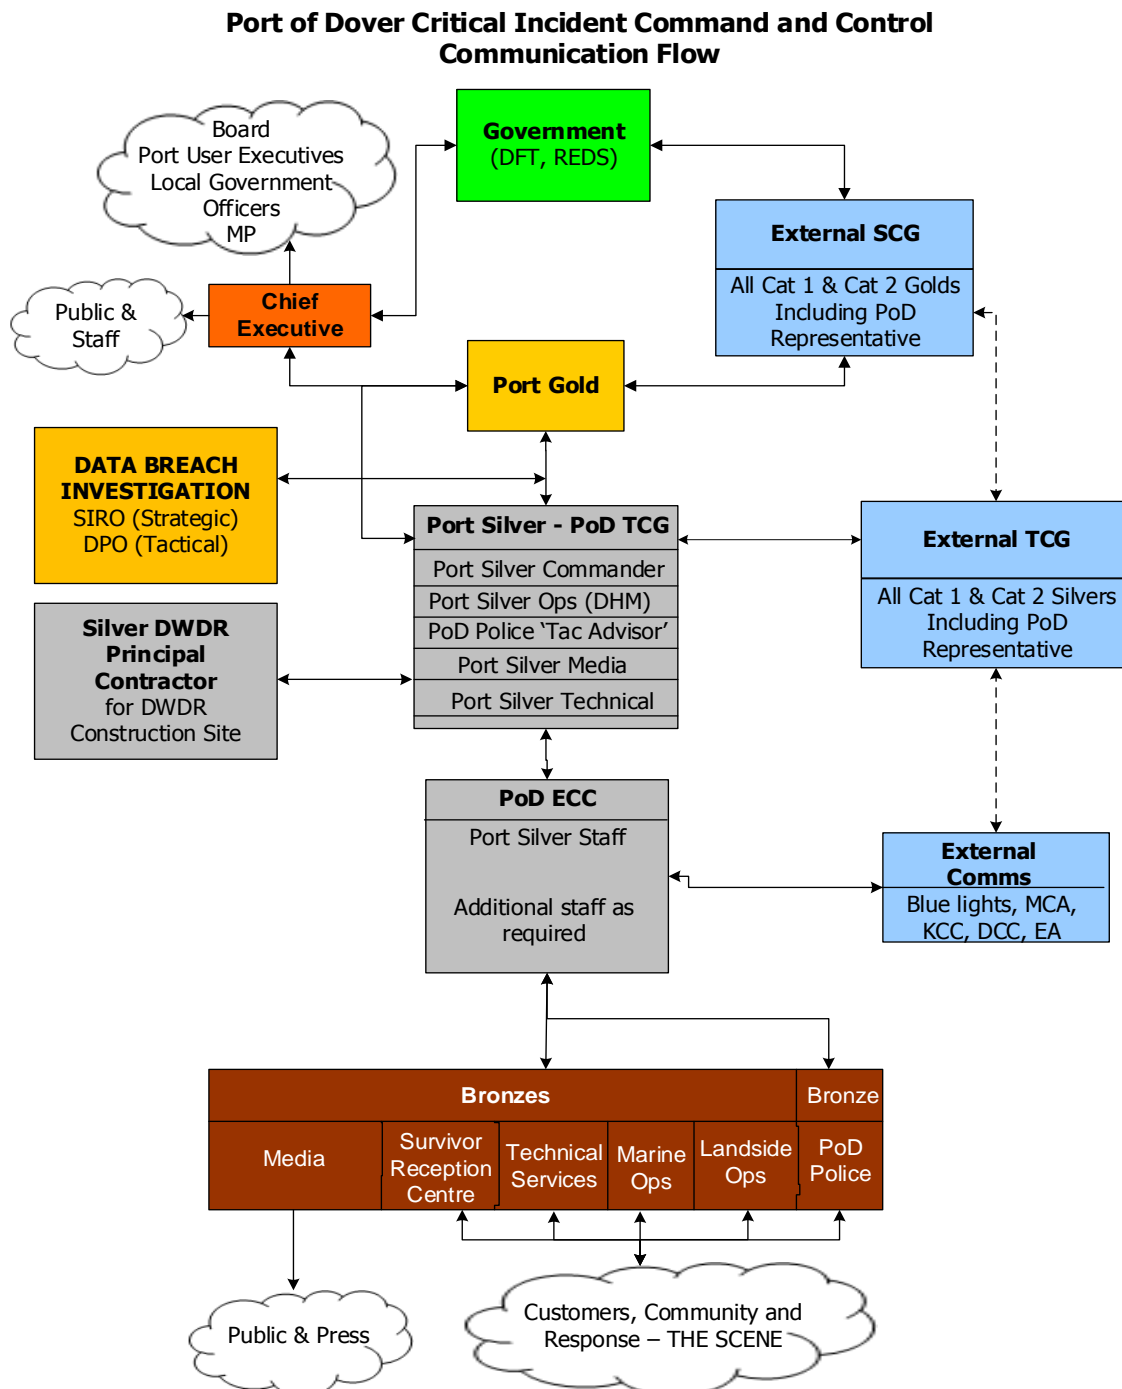 Port of Dover Critical Incident Command and Control
Communication Flow
Board
Port User Executives
Local Government
Officers
MP
Government
(DFT, REDS)
External SCG
All Cat 1 & Cat 2 Golds
Including PoD
Representative
Public &
Staff
Chief
Executive
Port Gold
DATA BREACH
INVESTIGATION
SIRO (Strategic)
DPO (Tactical)
Port Silver - PoD TCG
Port Silver Commander
Port Silver Ops (DHM)
PoD Police ‘Tac Advisor’
Port Silver Media
Port Silver Technical
External TCG
All Cat 1 & Cat 2 Silvers
Including PoD
Representative
Silver DWDR
Principal
Contractor
for DWDR
Construction Site
PoD ECC
Port Silver Staff
Additional staff as
required
External
Comms
Blue lights, MCA,
KCC, DCC, EA
Bronzes
Bronze
Media
Survivor
Reception
Centre
Technical
Services
Marine
Ops
Landside
Ops
PoD
Police
Public & Press
Customers, Community and
Response – THE SCENE